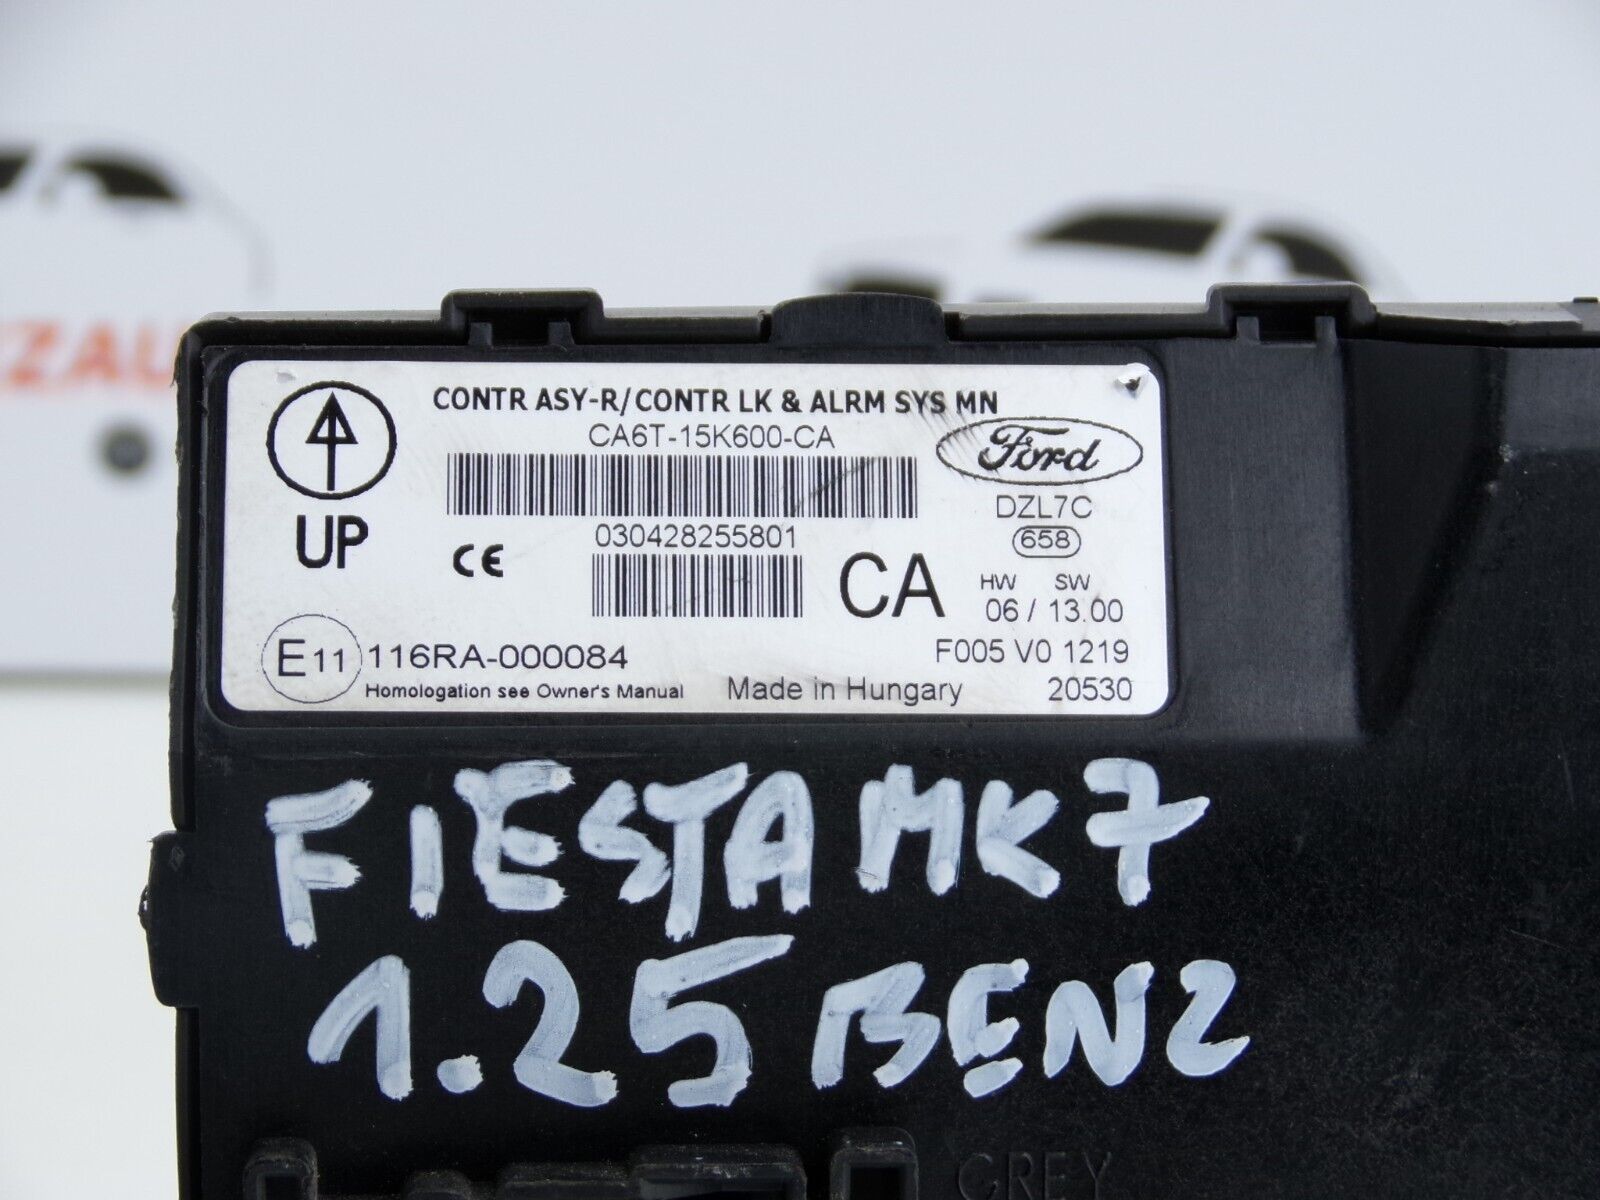 EZAU
CONTR ASY-R/CONTR LK & ALRM SYS MN
CA6T-15K600-CA
Ford
DZL7C
UP
030428255801
658
CE
CA
HW SW
06 / 13.00
E11 116RA-000084
F005 V0 1219
Homologation see Owner's Manual
Made in Hungary
20530
FIESTA MK7
1.25 BENZ
GREY